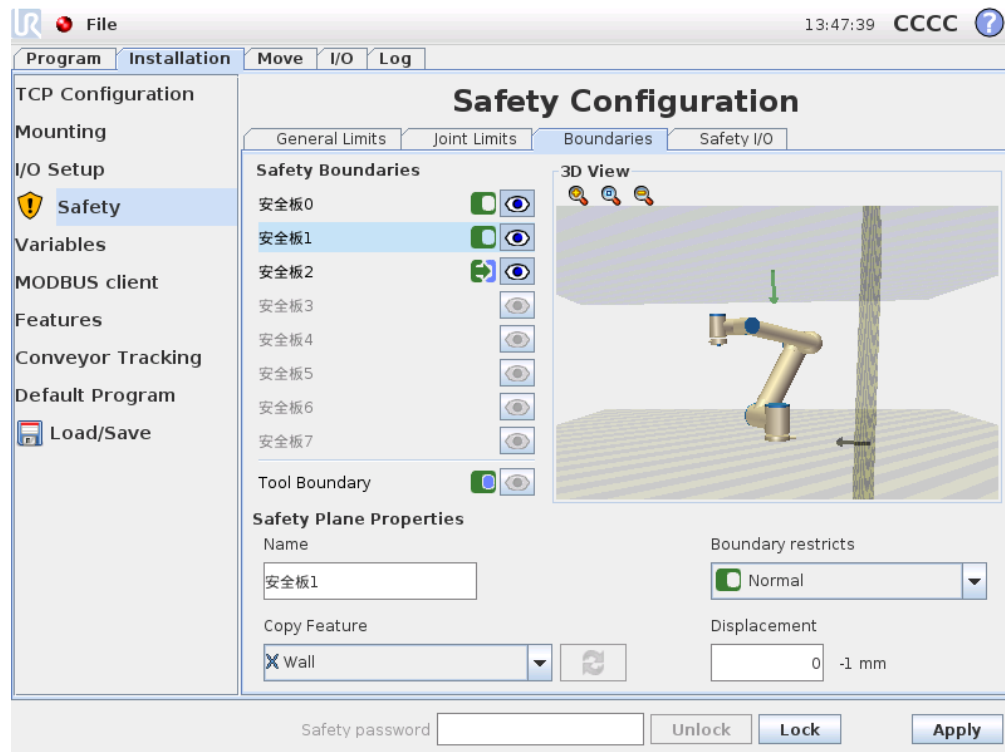 UR File 13:47:39 CCCC ?
Program Installation Move I/O Log
TCP Configuration
Mounting
I/O Setup
Safety
Variables
MODBUS client
Features
Conveyor Tracking
Default Program
Load/Save
Safety Configuration
General Limits Joint Limits Boundaries Safety I/O
Safety Boundaries
安全板0
安全板1
安全板2
安全板3
安全板4
安全板5
安全板6
安全板7
Tool Boundary
3D View
Safety Plane Properties
Name
安全板1
Boundary restricts
Normal
Copy Feature
Wall
Displacement
0 -1 mm
Safety password Unlock Lock Apply